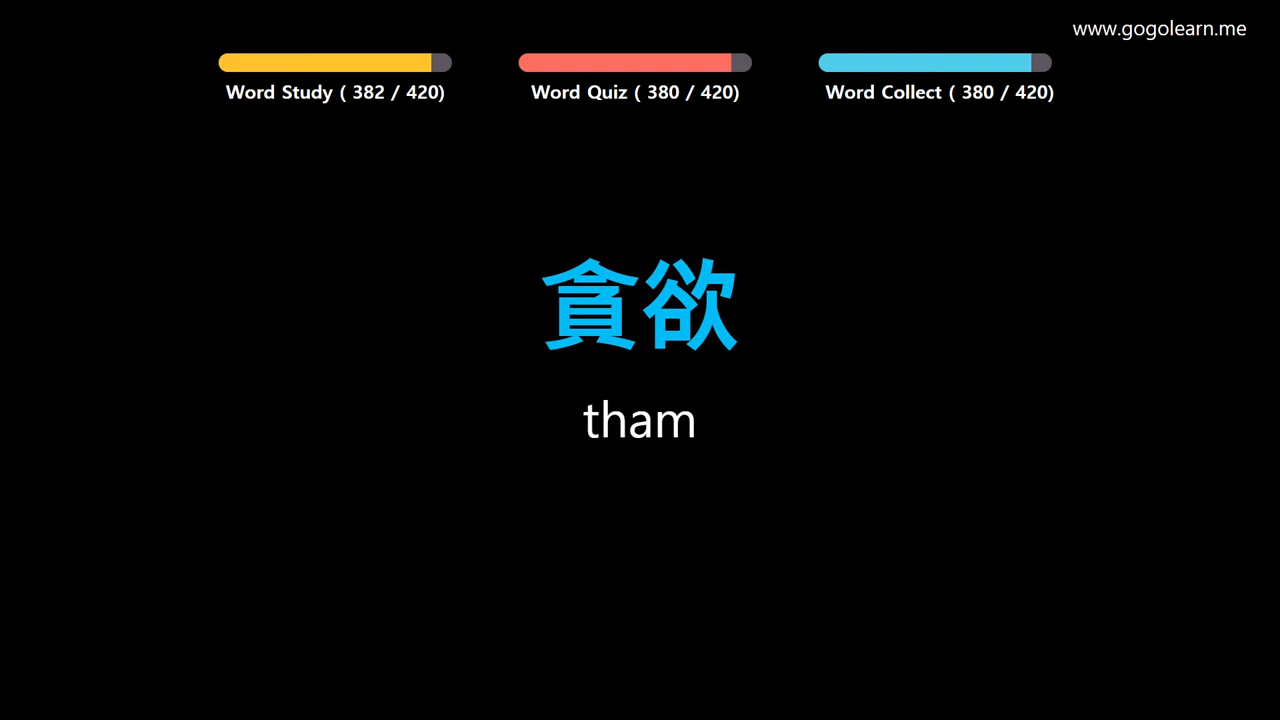 www.gogolearn.me
Word Study ( 382 / 420)
Word Quiz ( 380 / 420)
Word Collect ( 380 / 420)
貪欲
tham